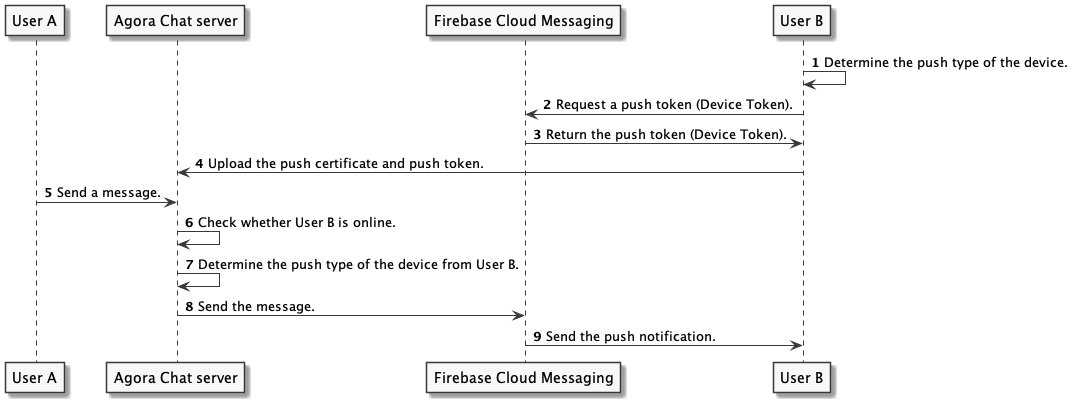 User A
Agora Chat server
Firebase Cloud Messaging
User B
1 Determine the push type of the device.
2 Request a push token (Device Token).
3 Return the push token (Device Token).
4 Upload the push certificate and push token.
5 Send a message.
6 Check whether User B is online.
7 Determine the push type of the device from User B.
8 Send the message.
9 Send the push notification.
User A
Agora Chat server
Firebase Cloud Messaging
User B